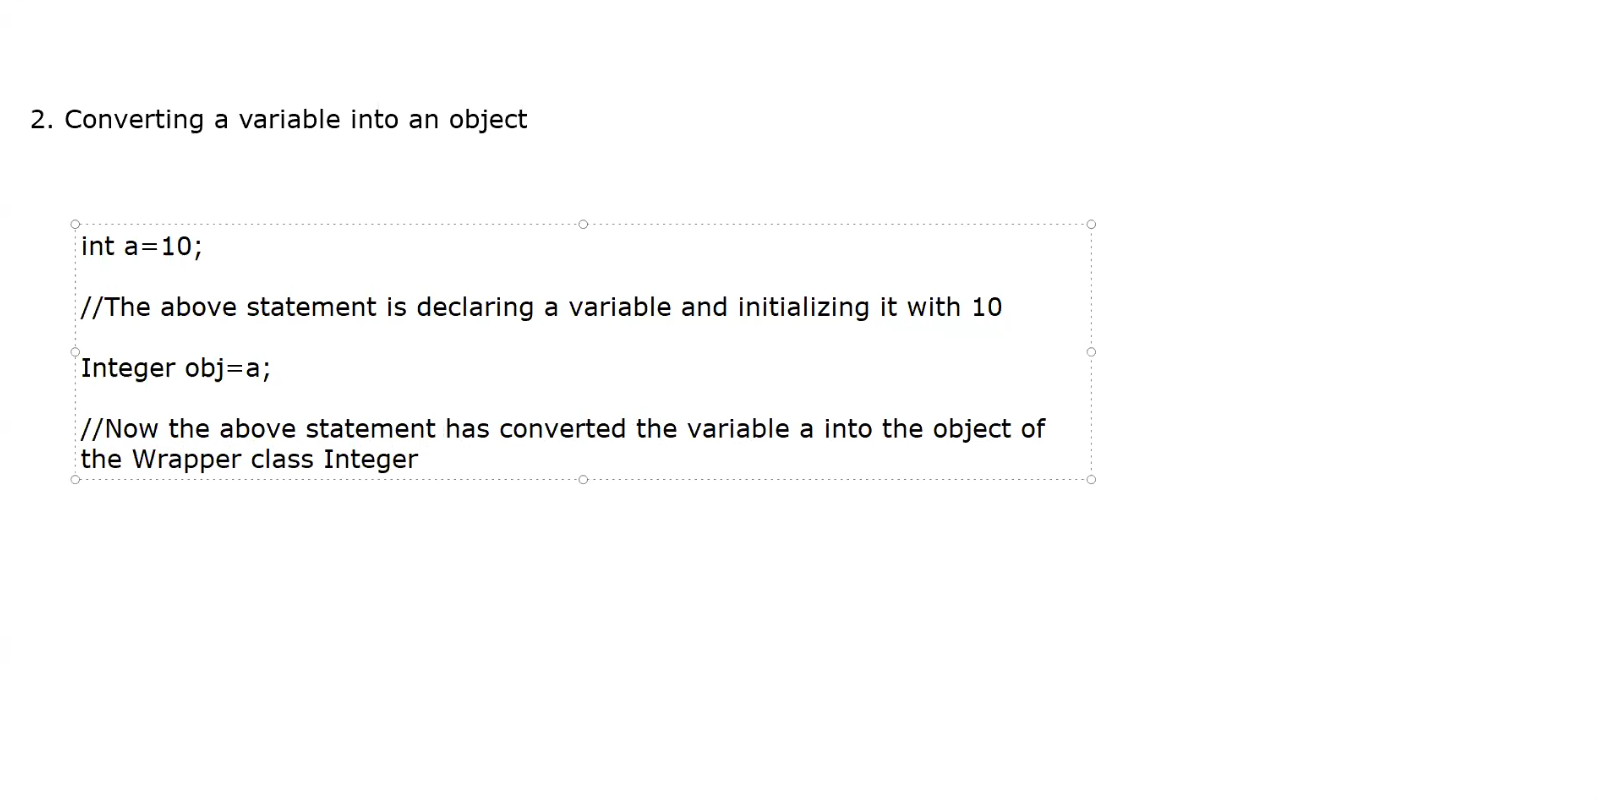 2. Converting a variable into an object
int a=10;
//The above statement is declaring a variable and initializing it with 10
Integer obj=a;
//Now the above statement has converted the variable a into the object of
the Wrapper class Integer